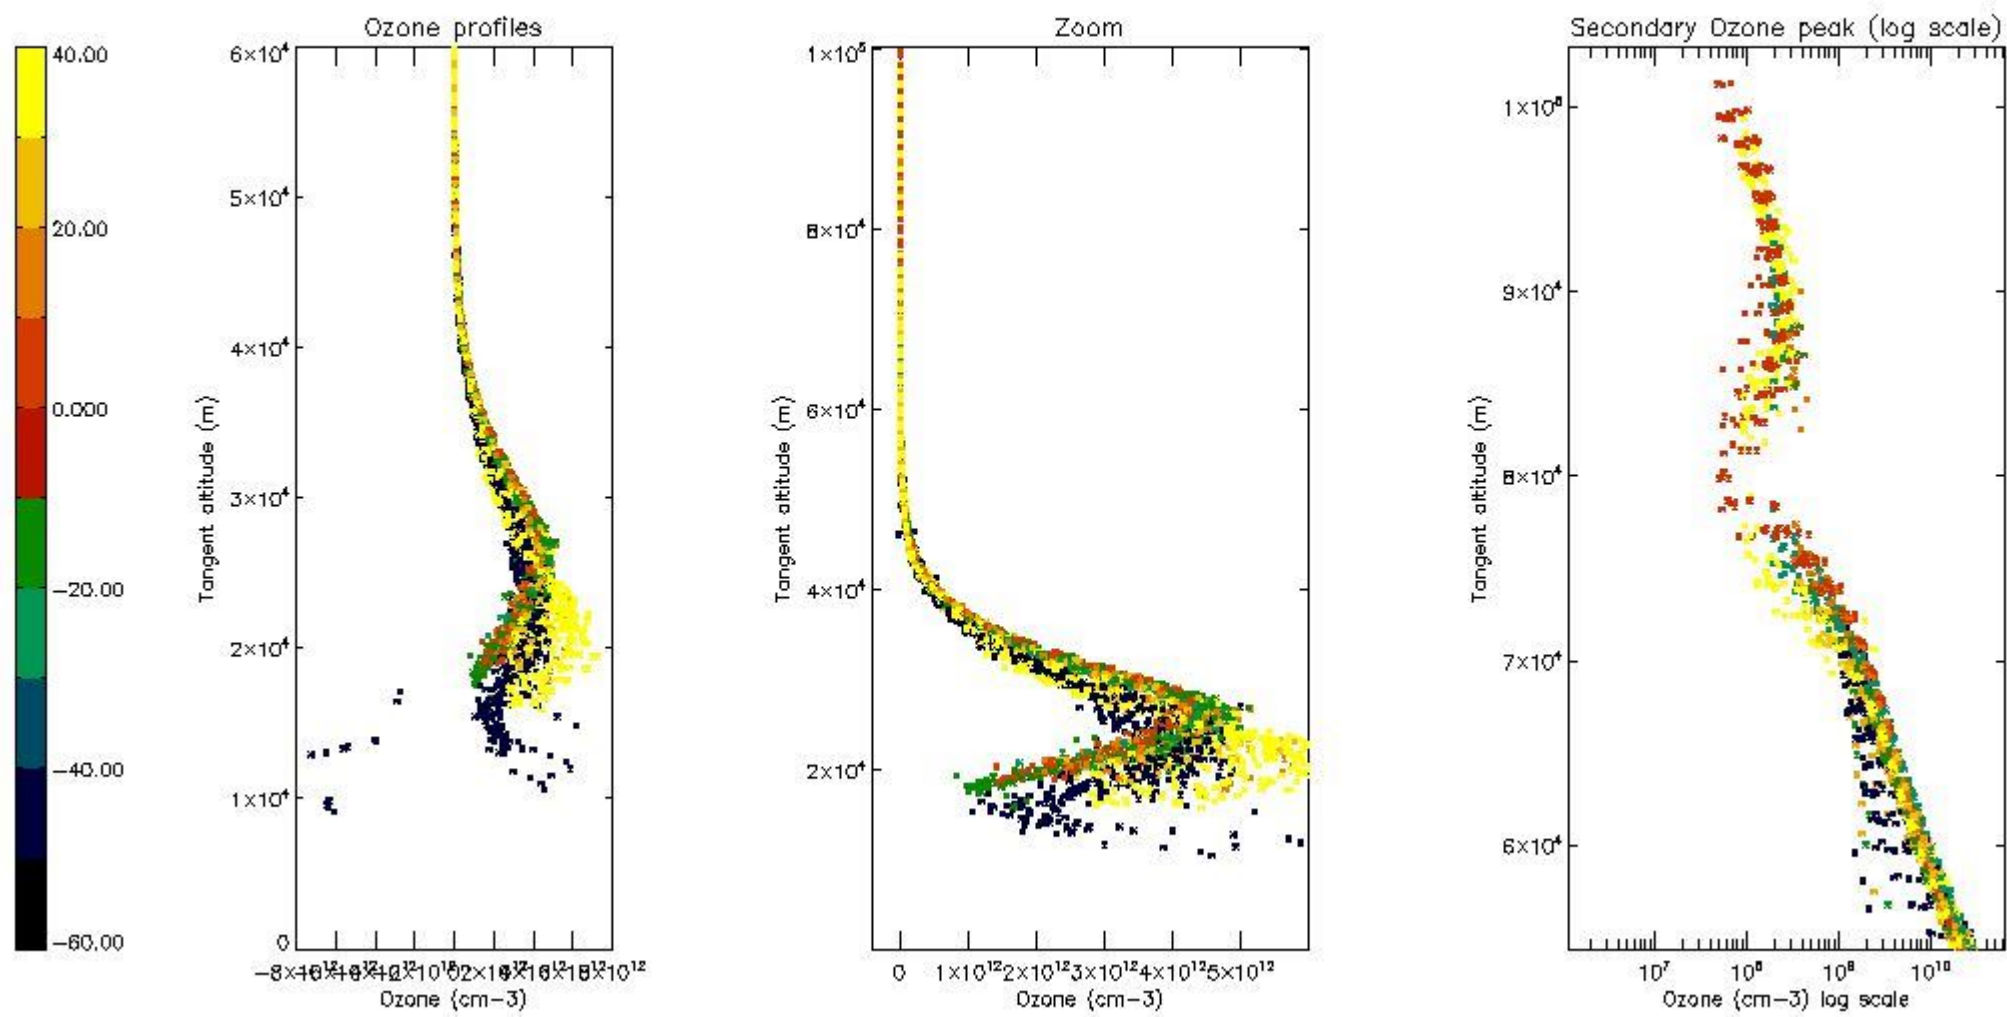 Ozone profiles
Zoom
Secondary Ozone peak (log scale)
40.00
20.00
0.000
−20.00
−40.00
−60.00
6×10⁴
5×10⁴
4×10⁴
3×10⁴
2×10⁴
1×10⁴
0
Tangent altitude (m)
Ozone (cm−3)
1×10⁵
8×10⁴
6×10⁴
4×10⁴
2×10⁴
Tangent altitude (m)
0 1×10¹² 2×10¹² 3×10¹² 4×10¹² 5×10¹²
Ozone (cm−3)
1×10⁵
9×10⁴
8×10⁴
7×10⁴
6×10⁴
Tangent altitude (m)
10⁷ 10⁸ 10⁹ 10¹⁰
Ozone (cm−3) log scale